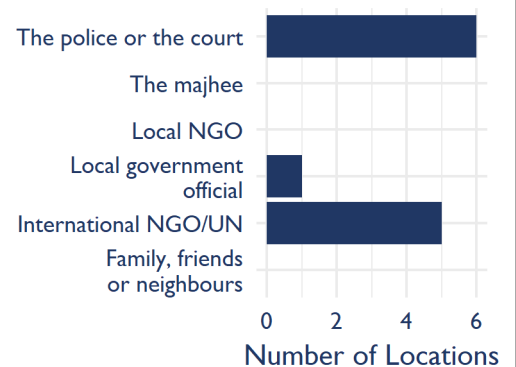 The police or the court
The majhee
Local NGO
Local government
official
International NGO/UN
Family, friends
or neighbours
0 2 4 6
Number of Locations